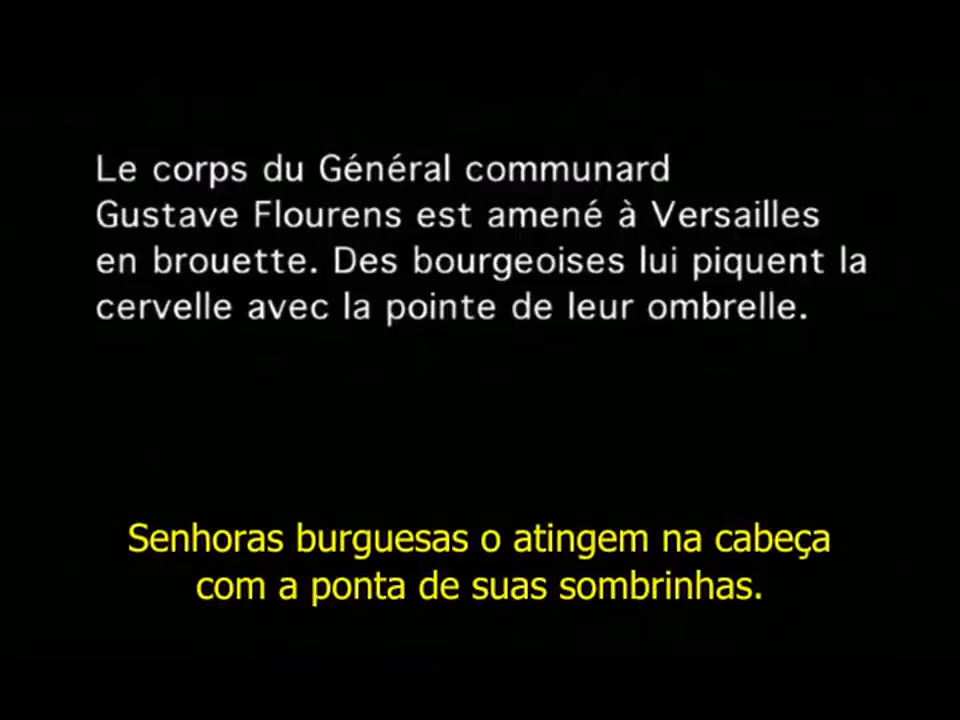 Le corps du Général communard
Gustave Flourens est amené à Versailles
en brouette. Des bourgeoises lui piquent la
cervelle avec la pointe de leur ombrelle.
Senhoras burguesas o atingem na cabeça
com a ponta de suas sombrinhas.